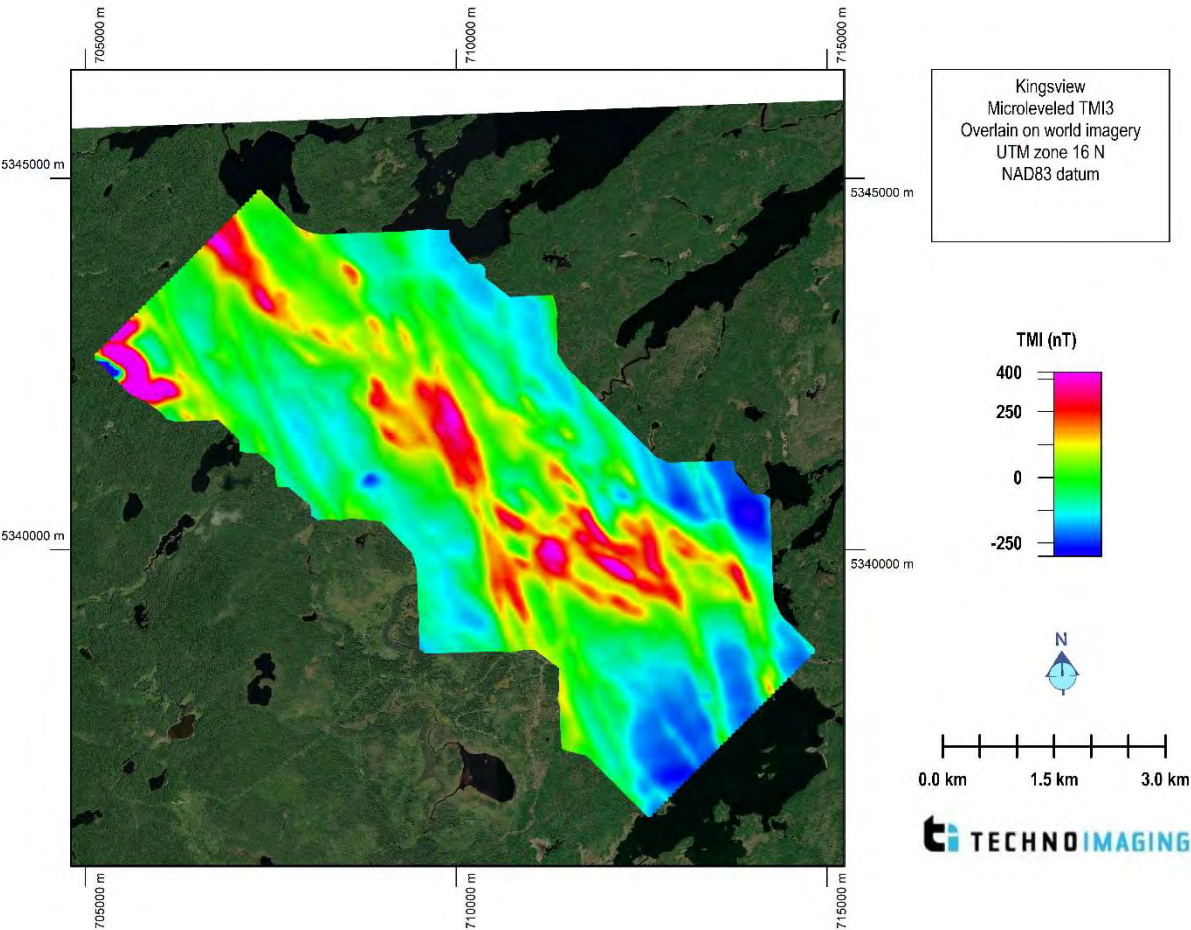 705000 m
710000 m
715000 m
5345000 m
5345000 m
5340000 m
5340000 m
705000 m
710000 m
715000 m
Kingsview
Microleveled TMI3
Overlain on world imagery
UTM zone 16 N
NAD83 datum
TMI (nT)
400
250
0
-250
N
0.0 km 1.5 km 3.0 km
ti TECHNOIMAGING